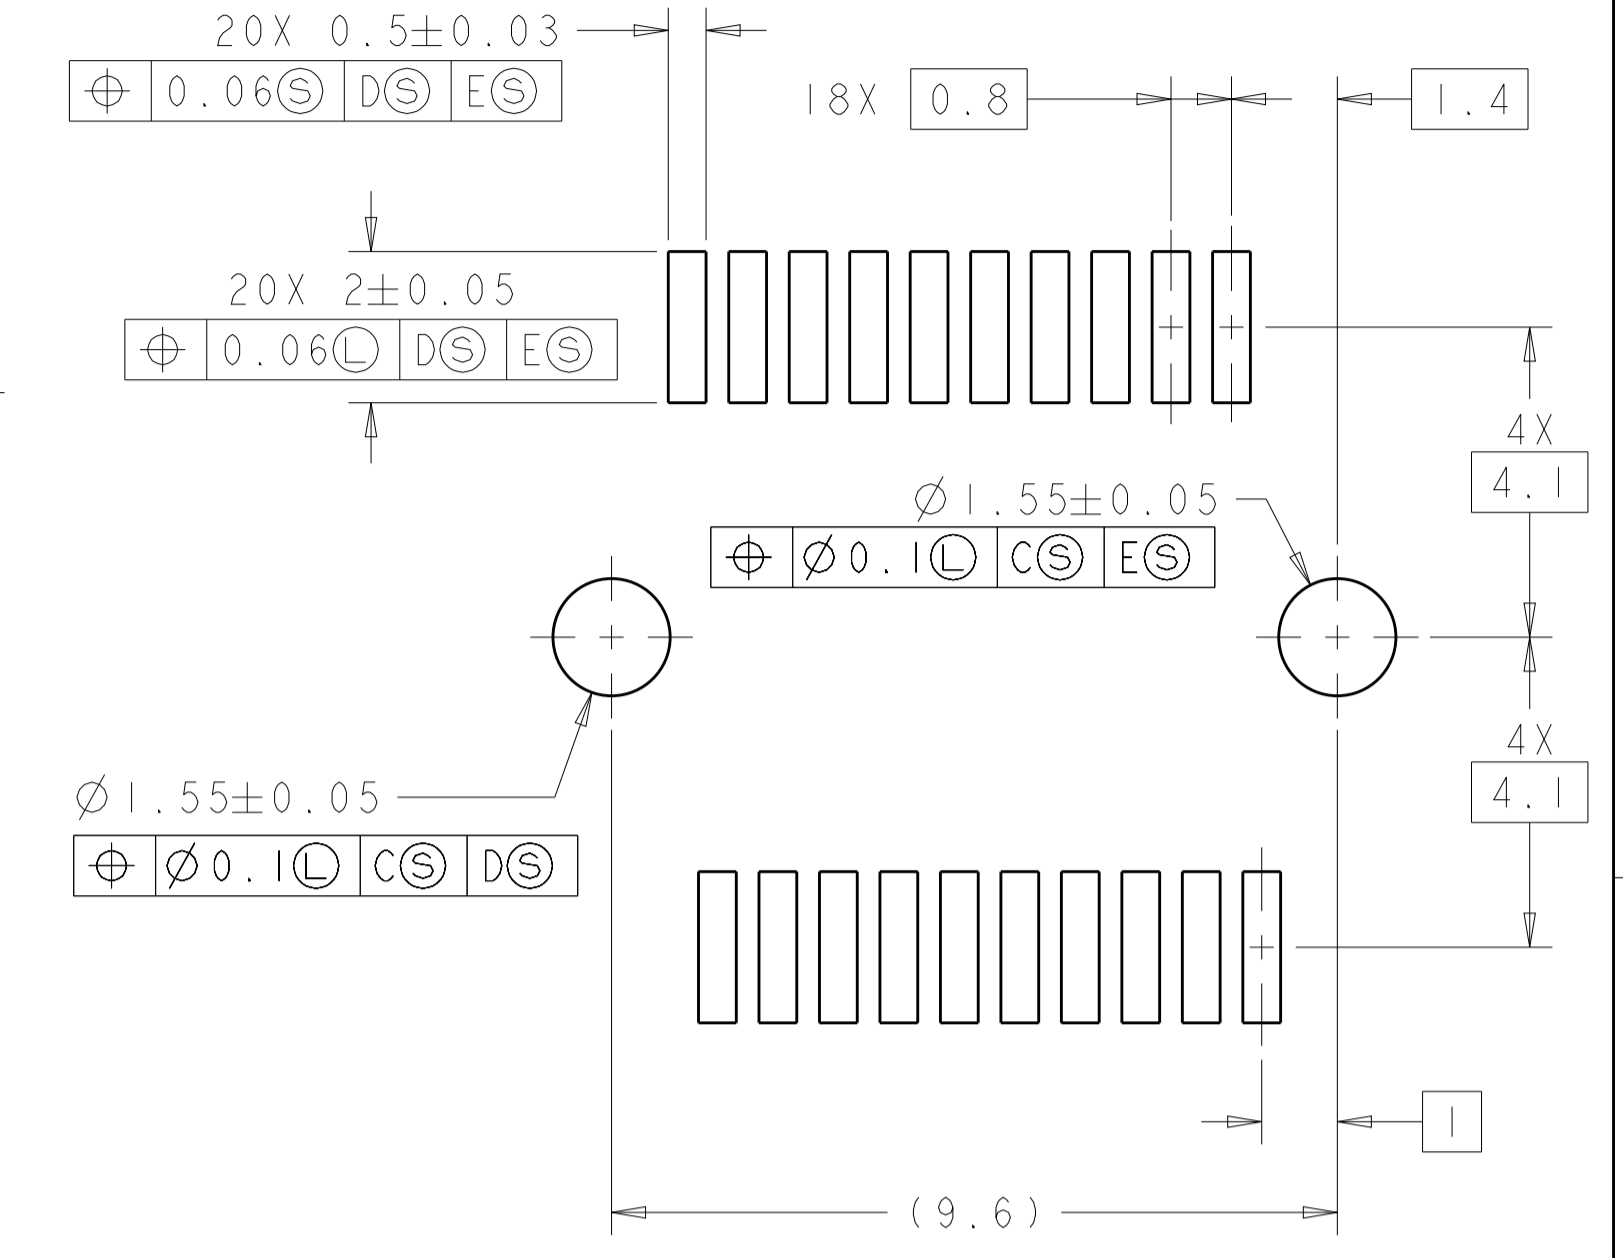 20X 0.5±0.03
⌖ 0.06Ⓢ DⓈ EⓈ
18X 0.8
1.4
20X 2±0.05
⌖ 0.06Ⓛ DⓈ EⓈ
4X
4.1
Ø1.55±0.05
⌖ Ø0.1Ⓛ CⓈ EⓈ
4X
4.1
Ø1.55±0.05
⌖ Ø0.1Ⓛ CⓈ DⓈ
1
(9.6)